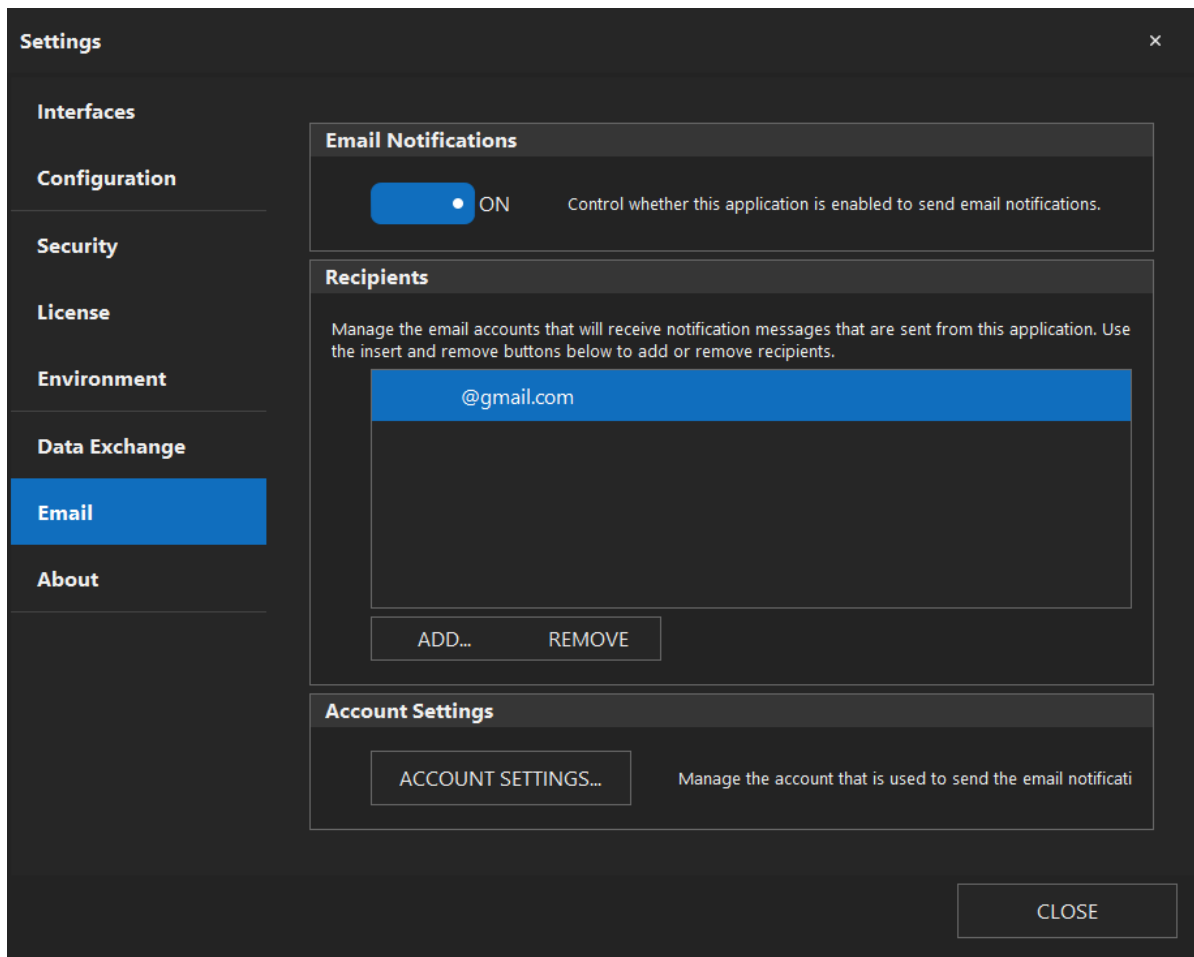 Settings
×
Interfaces
Configuration
Security
License
Environment
Data Exchange
Email
About
Email Notifications
ON
Control whether this application is enabled to send email notifications.
Recipients
Manage the email accounts that will receive notification messages that are sent from this application. Use
the insert and remove buttons below to add or remove recipients.
@gmail.com
ADD...
REMOVE
Account Settings
ACCOUNT SETTINGS...
Manage the account that is used to send the email notificati
CLOSE